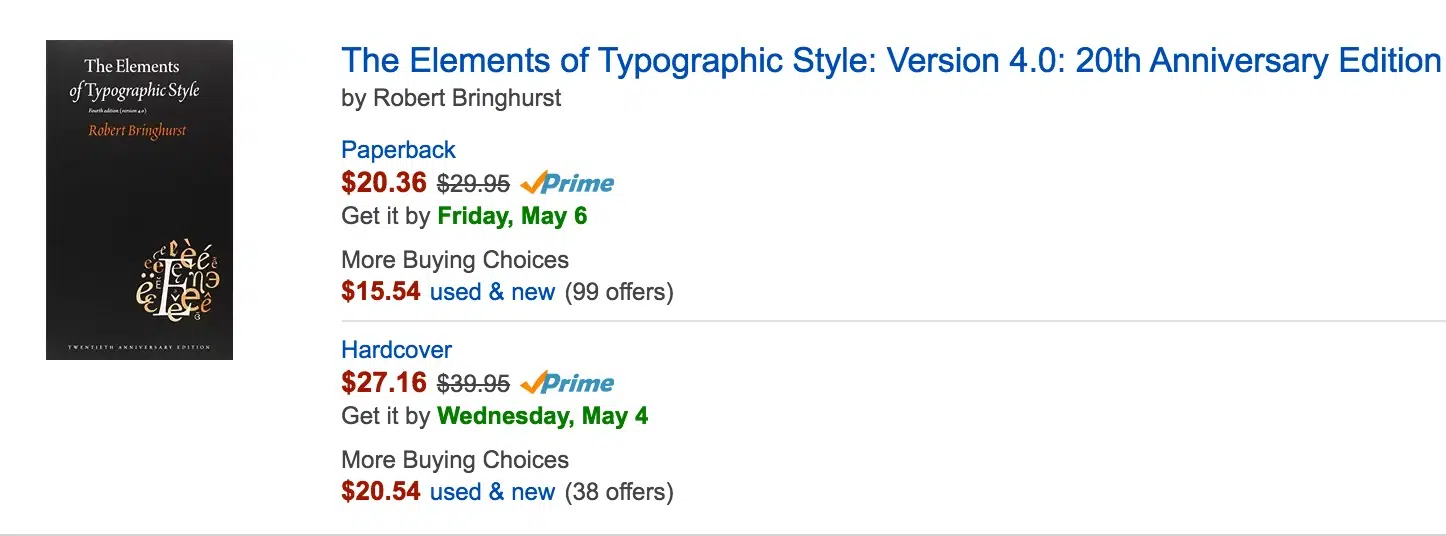 The Elements
of Typographic Style
Fourth edition (version 4.0)
Robert Bringhurst
TWENTIETH ANNIVERSARY EDITION
The Elements of Typographic Style: Version 4.0: 20th Anniversary Edition
by Robert Bringhurst
Paperback
$20.36 $29.95 Prime
Get it by Friday, May 6
More Buying Choices
$15.54 used & new (99 offers)
Hardcover
$27.16 $39.95 Prime
Get it by Wednesday, May 4
More Buying Choices
$20.54 used & new (38 offers)